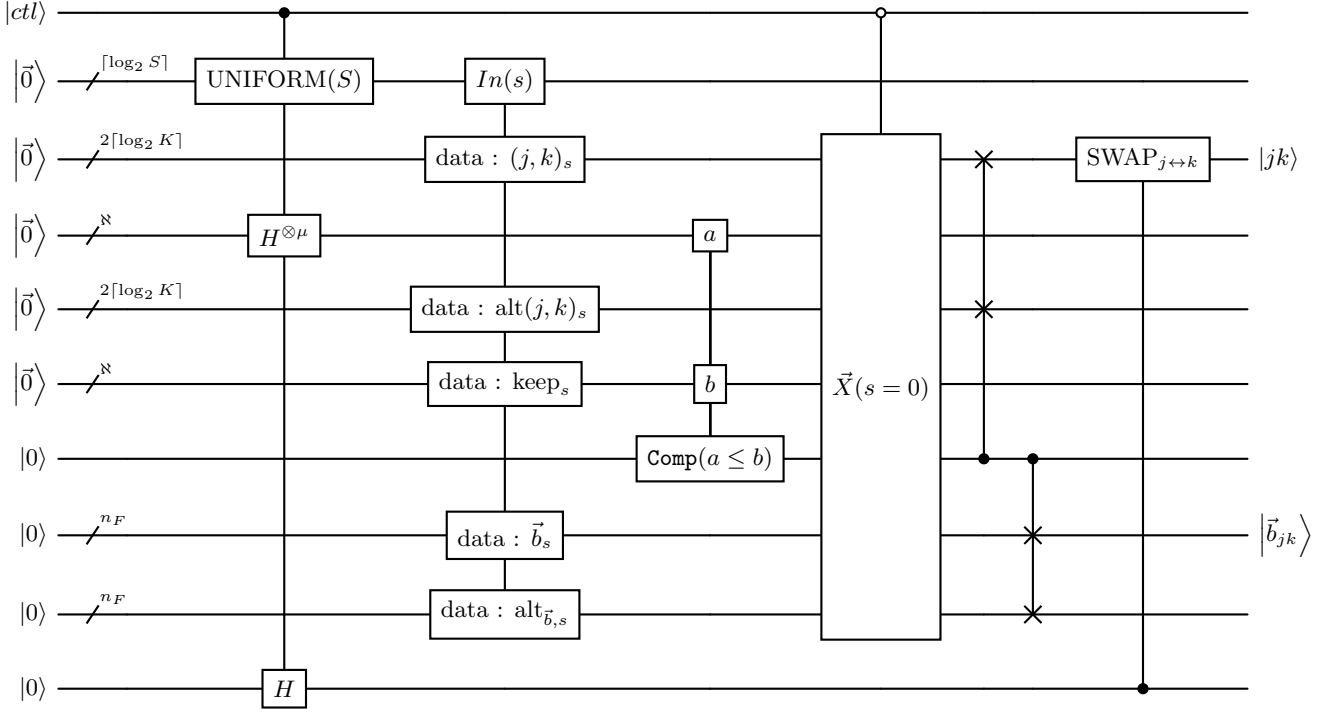 |ctl⟩
|0⃗⟩ ⌈log₂ S⌉ UNIFORM(S) In(s)
|0⃗⟩ 2⌈log₂ K⌉ data : (j, k)ₛ SWAP_{j↔k} |jk⟩
|0⃗⟩ ℵ H^{⊗μ} a
|0⃗⟩ 2⌈log₂ K⌉ data : alt(j, k)ₛ
|0⃗⟩ ℵ data : keepₛ b X⃗(s = 0)
|0⟩ Comp(a ≤ b)
|0⟩ n_F data : b⃗ₛ |b⃗_{jk}⟩
|0⟩ n_F data : alt_{b⃗,s}
|0⟩ H